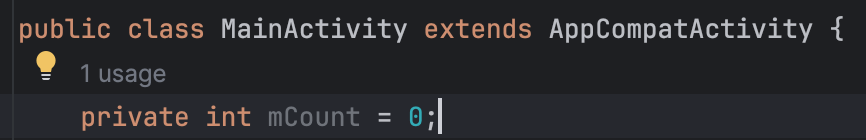 public class MainActivity extends AppCompatActivity {
1 usage
private int mCount = 0;